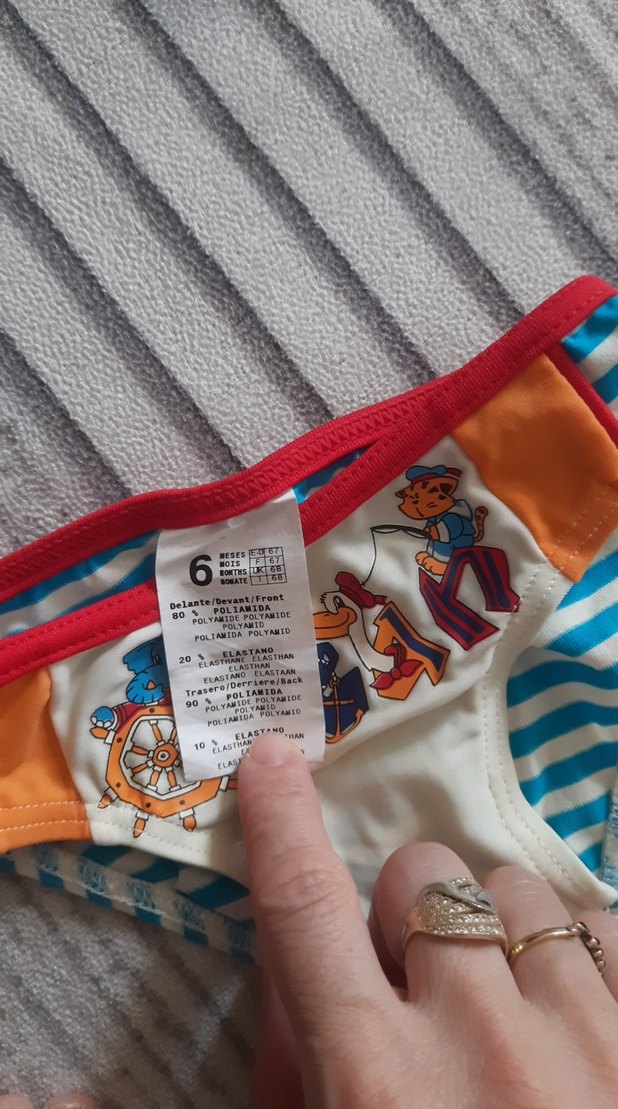 6 MESES E-D 67
MOIS F 67
MONTHS UK 68
MONATE I 68
Delante/Devant/Front
80 % POLIAMIDA
POLYAMIDE POLYAMIDE
POLYAMID
POLIAMIDA POLYAMID
20 % ELASTANO
ELASTHANE ELASTHAN
ELASTHAN
ELASTANO ELASTAAN
Trasero/Derriere/Back
90 % POLIAMIDA
POLYAMIDE POLYAMIDE
POLYAMID
POLIAMIDA POLYAMID
10 % ELASTANO